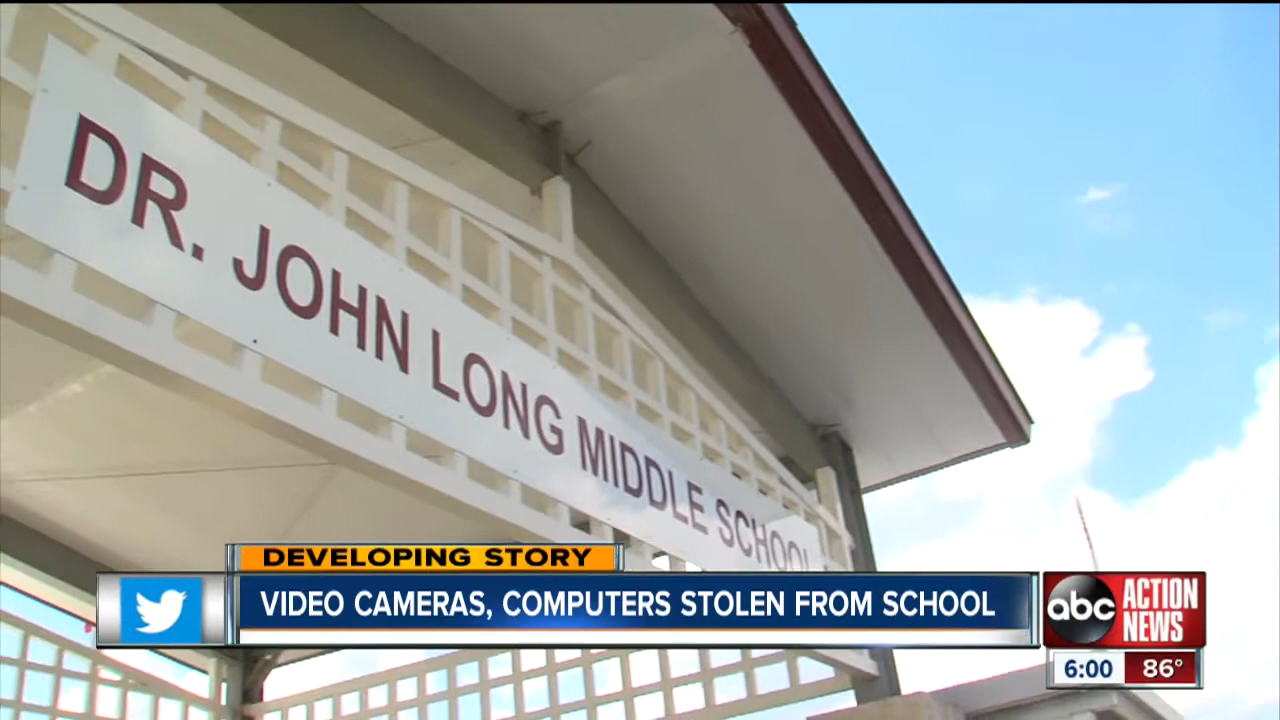 DR. JOHN LONG MIDDLE SCHOOL
DEVELOPING STORY
VIDEO CAMERAS, COMPUTERS STOLEN FROM SCHOOL
abc ACTION NEWS
6:00 86°